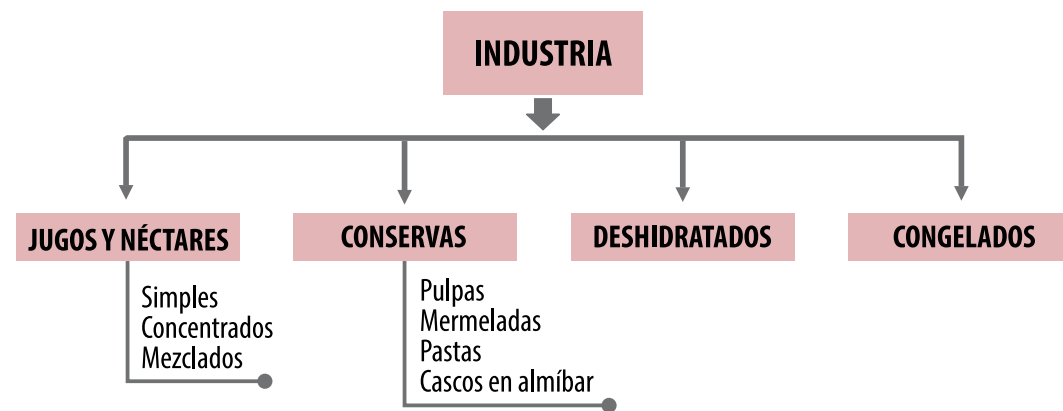 INDUSTRIA
JUGOS Y NÉCTARES
Simples
Concentrados
Mezclados
CONSERVAS
Pulpas
Mermeladas
Pastas
Cascos en almíbar
DESHIDRATADOS
CONGELADOS